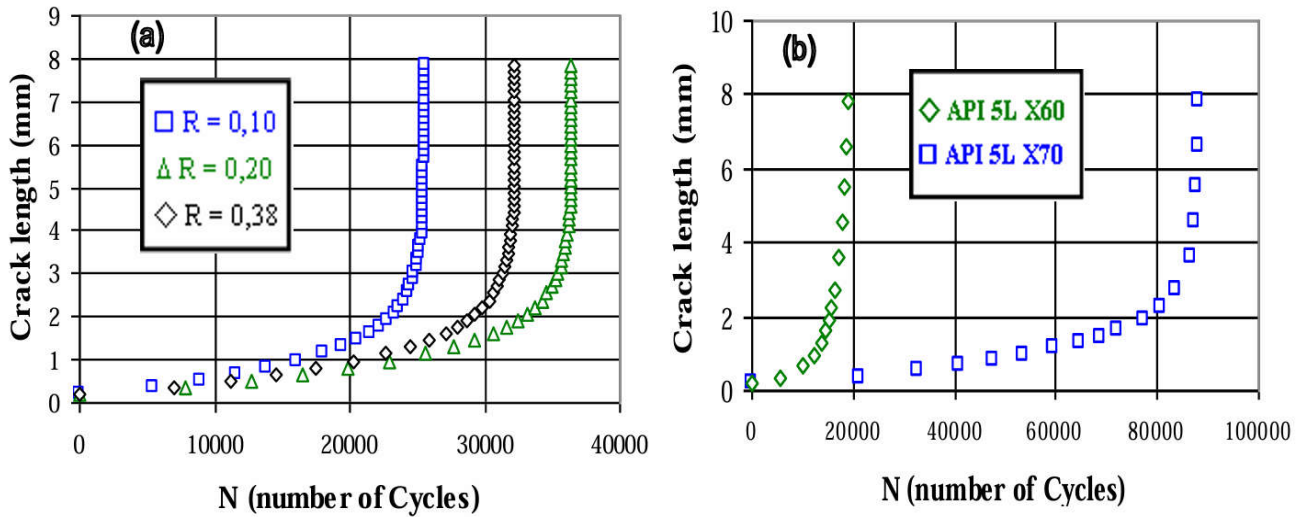 (a)
Crack length (mm)
9
8
7
6
5
4
3
2
1
0
R = 0,10
R = 0,20
R = 0,38
0 10000 20000 30000 40000
N (number of Cycles)
(b)
Crack length (mm)
10
8
6
4
2
0
API 5L X60
API 5L X70
0 20000 40000 60000 80000 100000
N (number of Cycles)